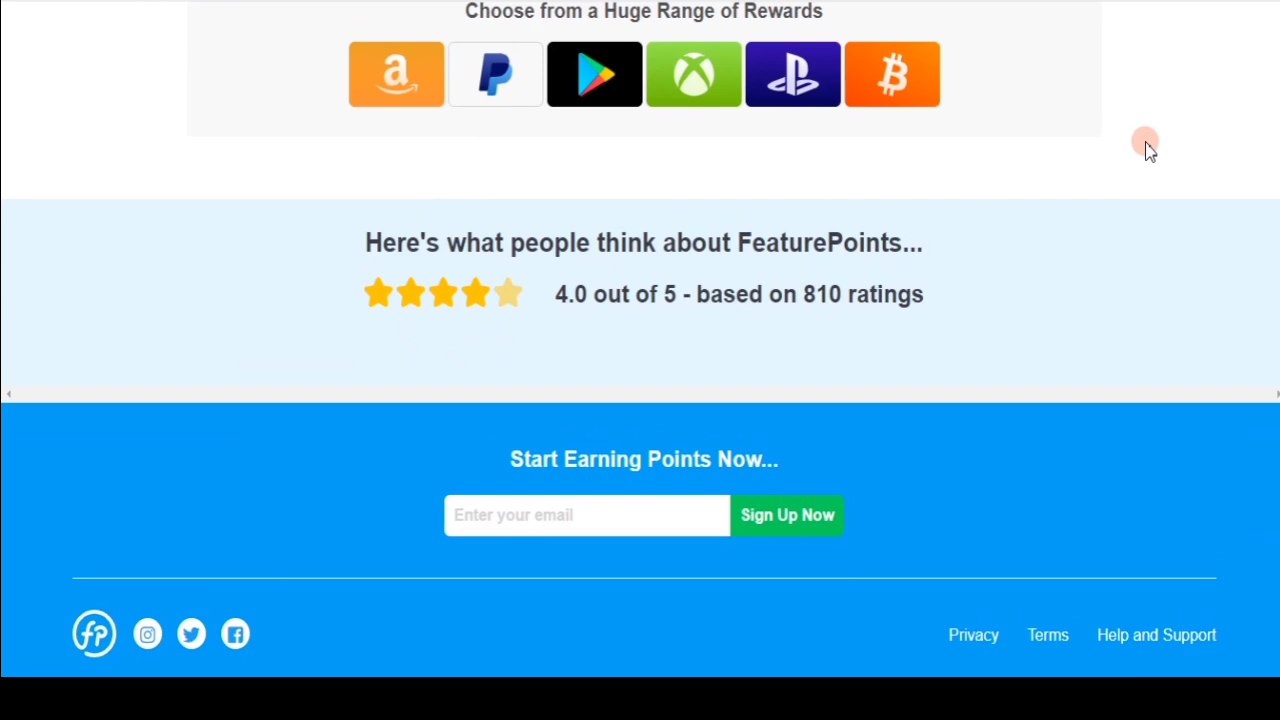 Choose from a Huge Range of Rewards
Here's what people think about FeaturePoints...
4.0 out of 5 - based on 810 ratings
Start Earning Points Now...
Enter your email
Sign Up Now
fp
Privacy
Terms
Help and Support